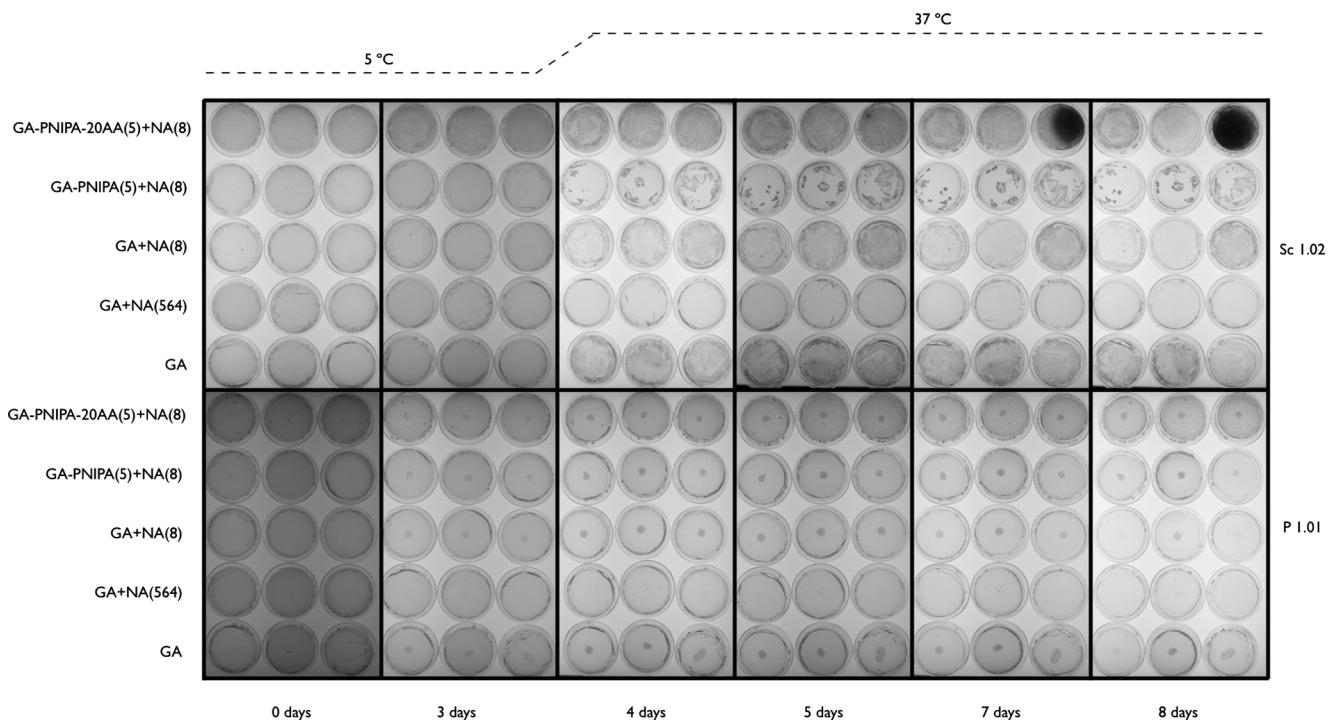 37 ºC
5 ºC
GA-PNIPA-20AA(5)+NA(8)
GA-PNIPA(5)+NA(8)
GA+NA(8)
Sc 1.02
GA+NA(564)
GA
GA-PNIPA-20AA(5)+NA(8)
GA-PNIPA(5)+NA(8)
GA+NA(8)
P 1.01
GA+NA(564)
GA
0 days 3 days 4 days 5 days 7 days 8 days